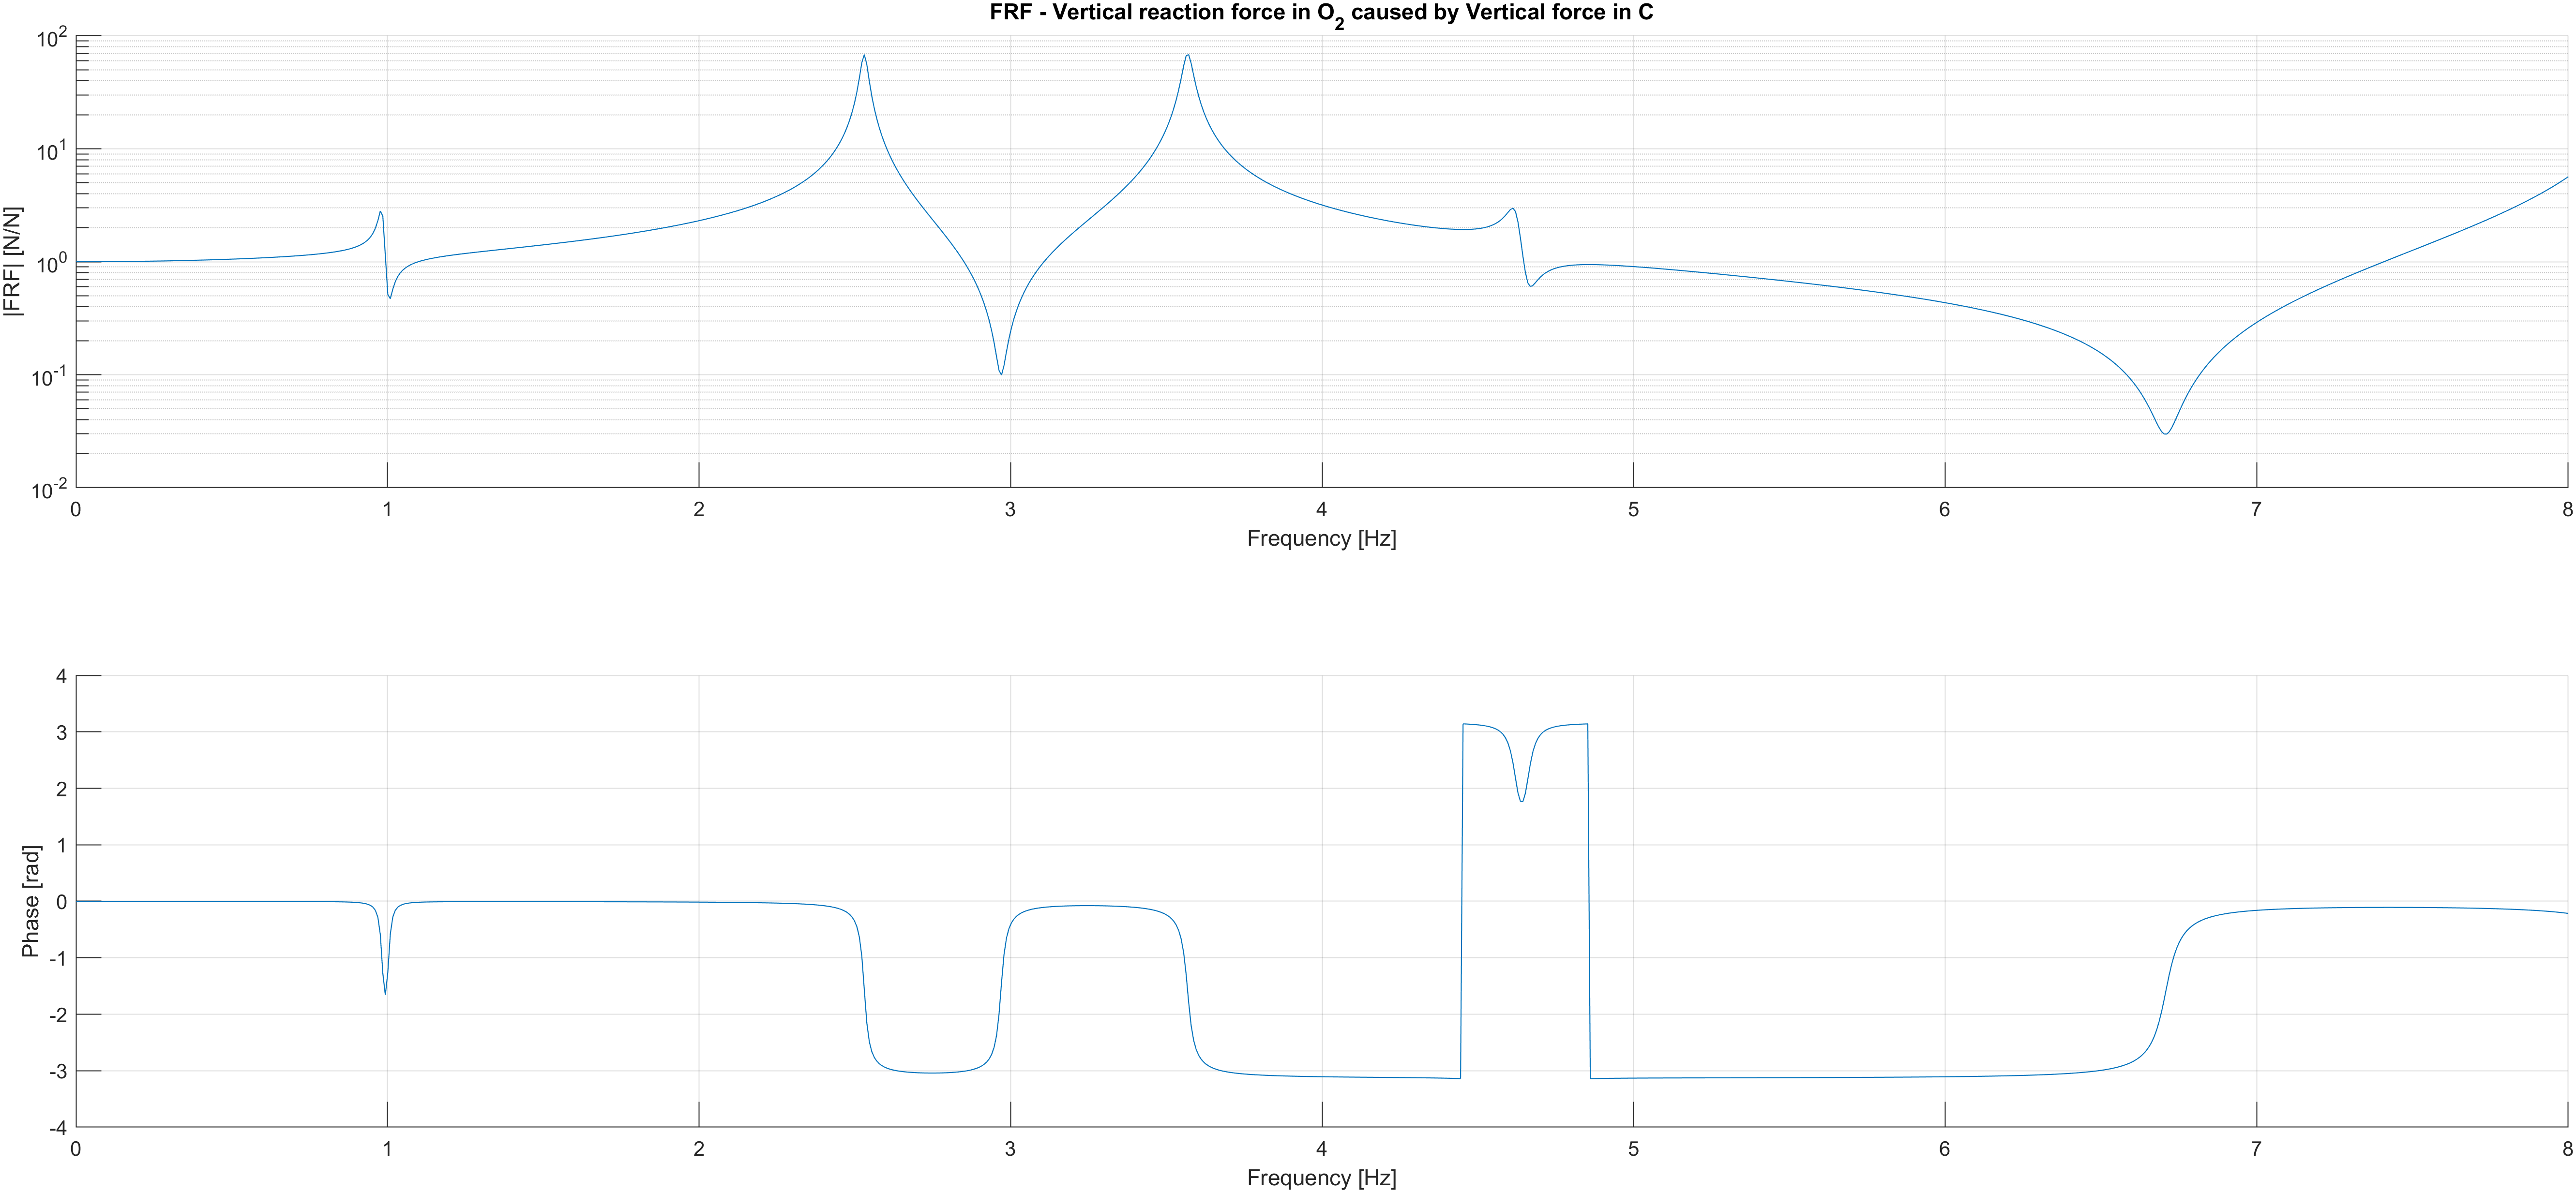 FRF - Vertical reaction force in O2 caused by Vertical force in C
|FRF| [N/N]
10^2
10^1
10^0
10^-1
10^-2
0 1 2 3 4 5 6 7 8
Frequency [Hz]
Phase [rad]
4
3
2
1
0
-1
-2
-3
-4
0 1 2 3 4 5 6 7 8
Frequency [Hz]